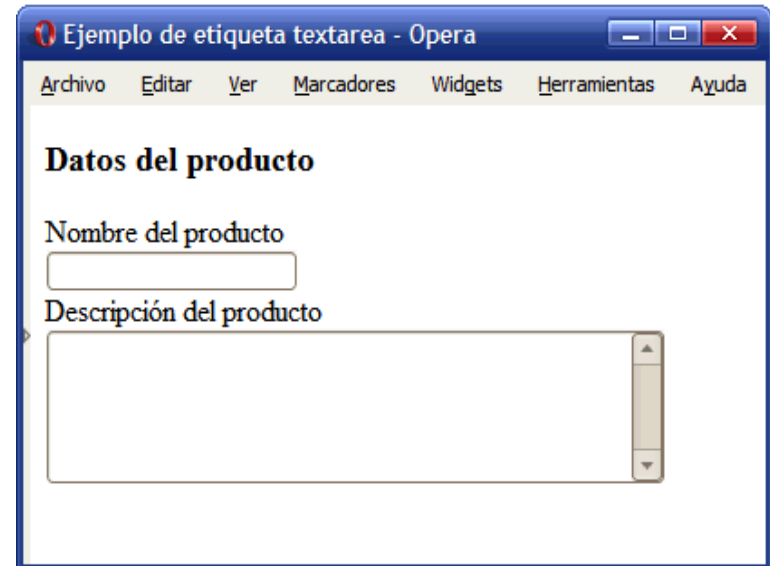 Ejemplo de etiqueta textarea - Opera
Archivo Editar Ver Marcadores Widgets Herramientas Ayuda
Datos del producto
Nombre del producto
Descripción del producto